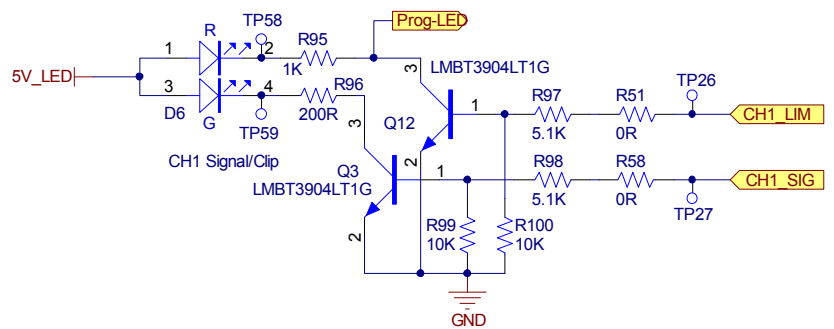 TP58
Prog-LED
R
R95
1
2
1K
LMBT3904LT1G
3
5V_LED
R96
TP26
3
4
200R
1
R97
R51
CH1_LIM
D6
G
TP59
3
Q12
5.1K
0R
CH1 Signal/Clip
2
Q3
1
R98
R58
CH1_SIG
LMBT3904LT1G
5.1K
0R
TP27
2
R99
R100
10K
10K
GND